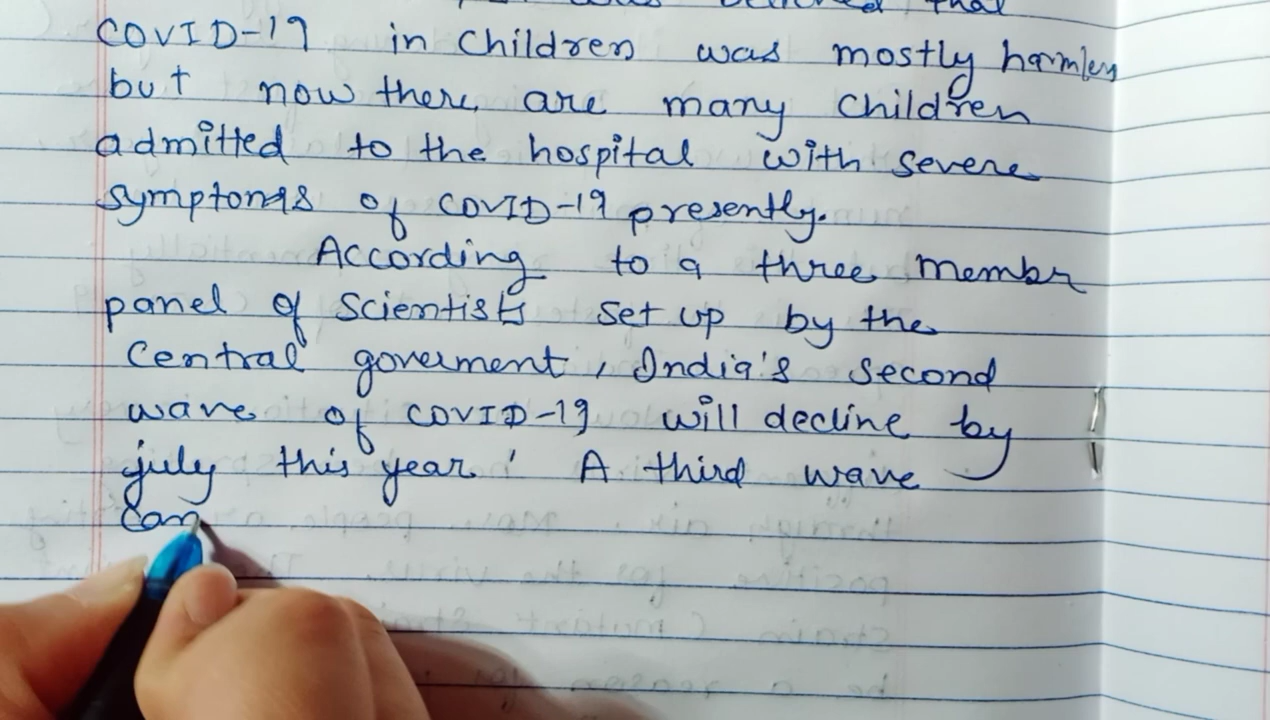 that
COVID-19 in children was mostly harmles
but now there are many children
admitted to the hospital with severe
symptoms of COVID-19 presently.
According to a three member
panel of scientists set up by the
Central goverment, India's second
wave of COVID-19 will decline by
july this year. A third wave
Can